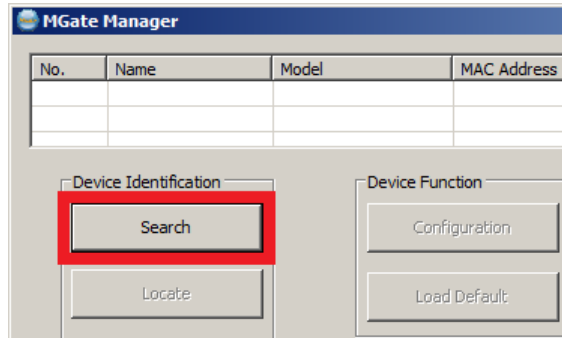 MGate Manager
No. Name Model MAC Address
Device Identification Device Function
Search Configuration
Locate Load Default